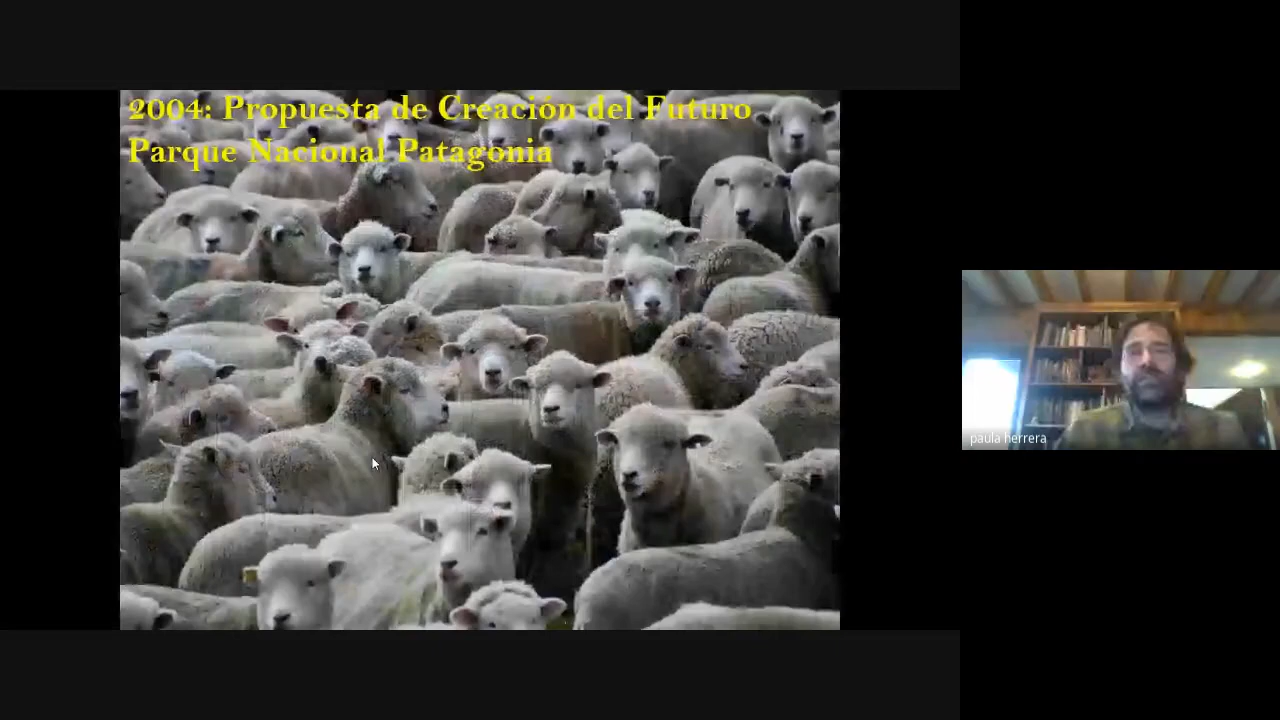 2004: Propuesta de Creación del Futuro
Parque Nacional Patagonia
paula herrera